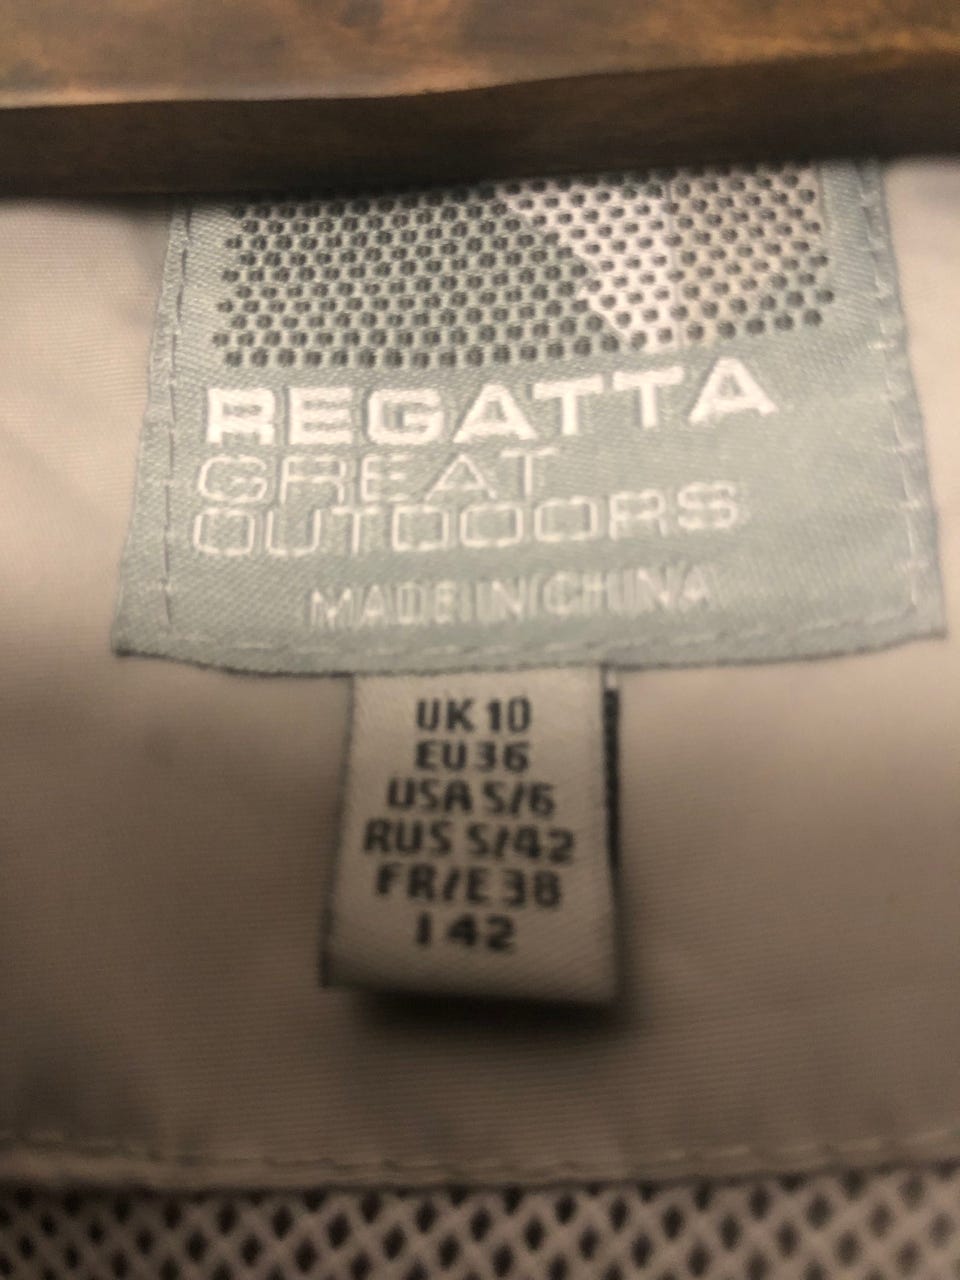 REGATTA
GREAT
OUTDOORS
MADE IN CHINA
UK 10
EU 36
USA S/6
RUS S/42
FR/E 38
I 42